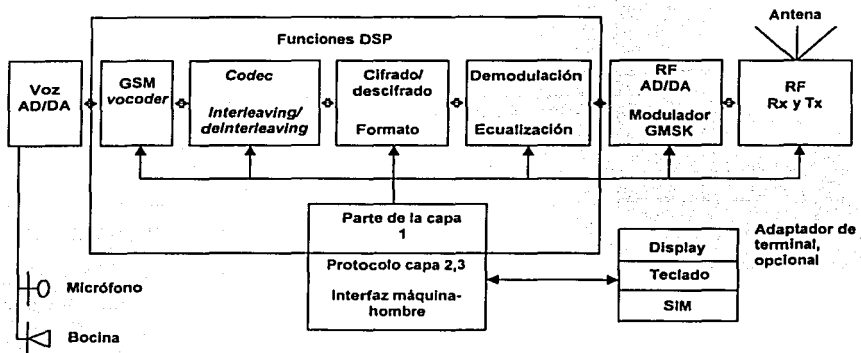 Antena
Funciones DSP
Voz
AD/DA
GSM
vocoder
Codec
Interleaving/
deinterleaving
Cifrado/
descifrado
Formato
Demodulación
Ecualización
RF
AD/DA
Modulador
GMSK
RF
Rx y Tx
Parte de la capa
1
Protocolo capa 2,3
Interfaz máquina-
hombre
Display
Teclado
SIM
Adaptador de
terminal,
opcional
Micrófono
Bocina